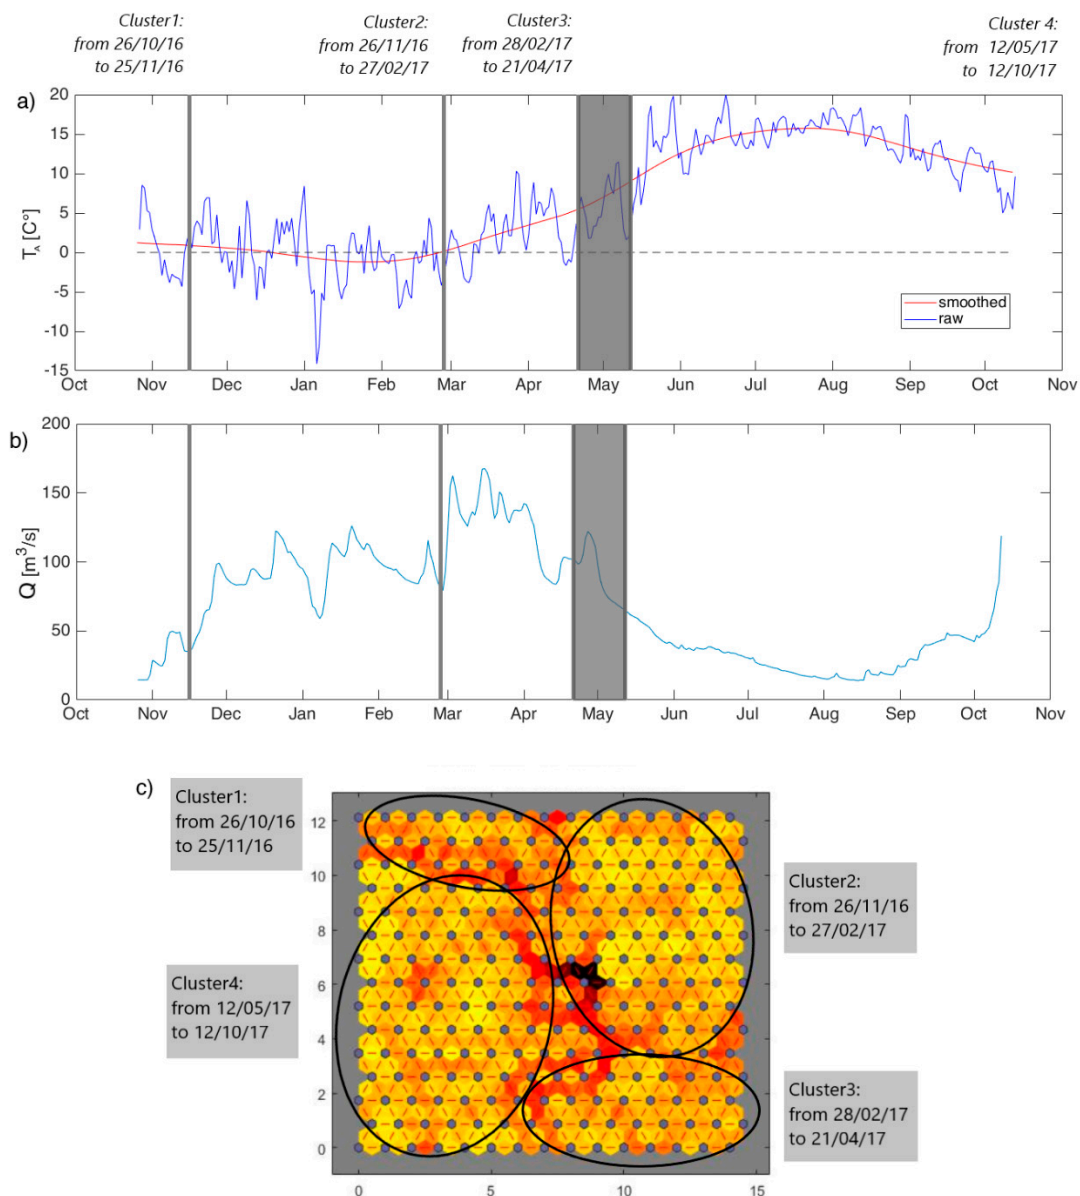 Cluster1:
from 26/10/16
to 25/11/16
Cluster2:
from 26/11/16
to 27/02/17
Cluster3:
from 28/02/17
to 21/04/17
Cluster 4:
from 12/05/17
to 12/10/17
a)
20
15
10
5
0
-5
-10
-15
T_A [C°]
smoothed
raw
Oct Nov Dec Jan Feb Mar Apr May Jun Jul Aug Sep Oct Nov
b)
200
150
100
50
0
Q [m³/s]
Oct Nov Dec Jan Feb Mar Apr May Jun Jul Aug Sep Oct Nov
c)
Cluster1:
from 26/10/16
to 25/11/16
Cluster2:
from 26/11/16
to 27/02/17
Cluster4:
from 12/05/17
to 12/10/17
Cluster3:
from 28/02/17
to 21/04/17
12
10
8
6
4
2
0
0 5 10 15